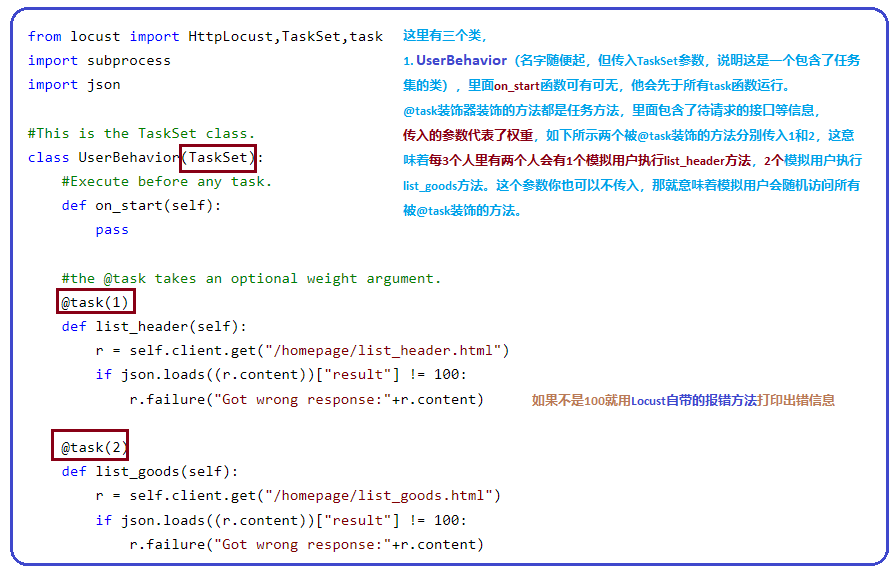 from locust import HttpLocust,TaskSet,task
import subprocess
import json
#This is the TaskSet class.
class UserBehavior(TaskSet):
#Execute before any task.
def on_start(self):
pass
#the @task takes an optional weight argument.
@task(1)
def list_header(self):
r = self.client.get("/homepage/list_header.html")
if json.loads((r.content))["result"] != 100:
r.failure("Got wrong response:"+r.content)
@task(2)
def list_goods(self):
r = self.client.get("/homepage/list_goods.html")
if json.loads((r.content))["result"] != 100:
r.failure("Got wrong response:"+r.content)
这里有三个类，
1. UserBehavior（名字随便起，但传入TaskSet参数，说明这是一个包含了任务
集的类），里面on_start函数可有可无，他会先于所有task函数运行。
@task装饰器装饰的方法都是任务方法，里面包含了待请求的接口等信息，
传入的参数代表了权重，如下所示两个被@task装饰的方法分别传入1和2，这意
味着每3个人里有两个人会有1个模拟用户执行list_header方法，2个模拟用户执行
list_goods方法。这个参数你也可以不传入，那就意味着模拟用户会随机访问所有
被@task装饰的方法。
如果不是100就用Locust自带的报错方法打印出错信息